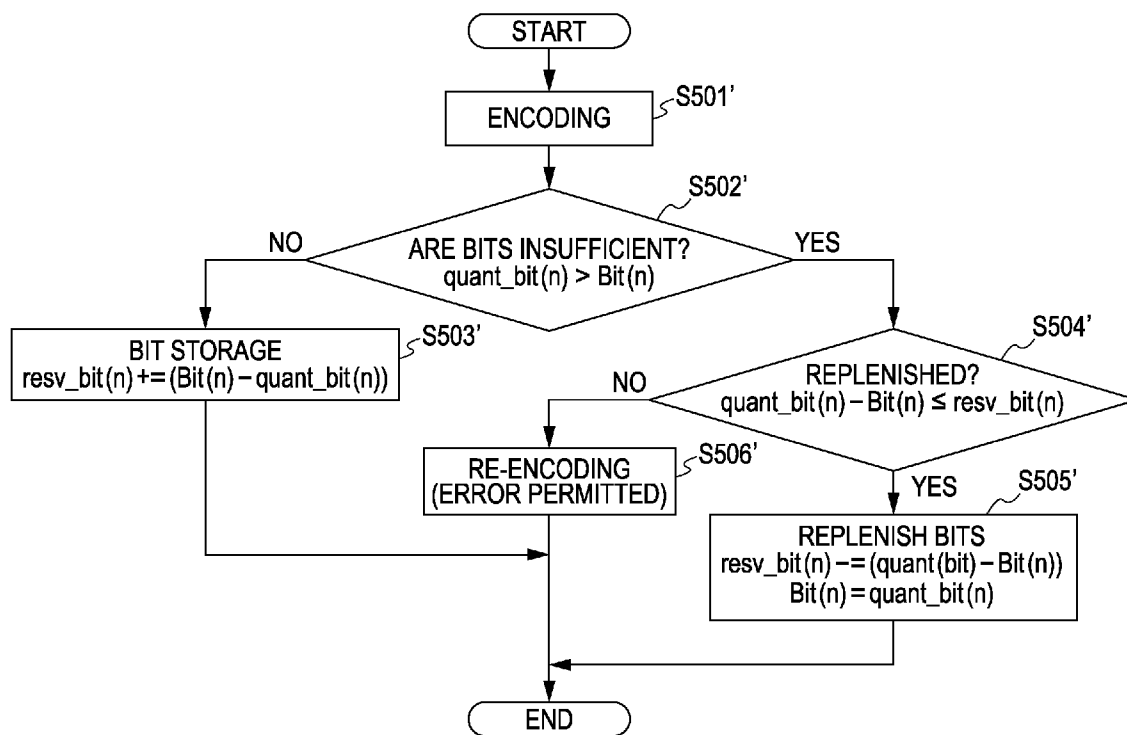 START
ENCODING
S501’
S502’
ARE BITS INSUFFICIENT?
quant_bit(n) > Bit(n)
NO
YES
S503’
BIT STORAGE
resv_bit(n) += (Bit(n) – quant_bit(n))
S504’
REPLENISHED?
quant_bit(n) – Bit(n) ≤ resv_bit(n)
NO
YES
S506’
RE-ENCODING
(ERROR PERMITTED)
S505’
REPLENISH BITS
resv_bit(n) –= (quant(bit) – Bit(n))
Bit(n) = quant_bit(n)
END